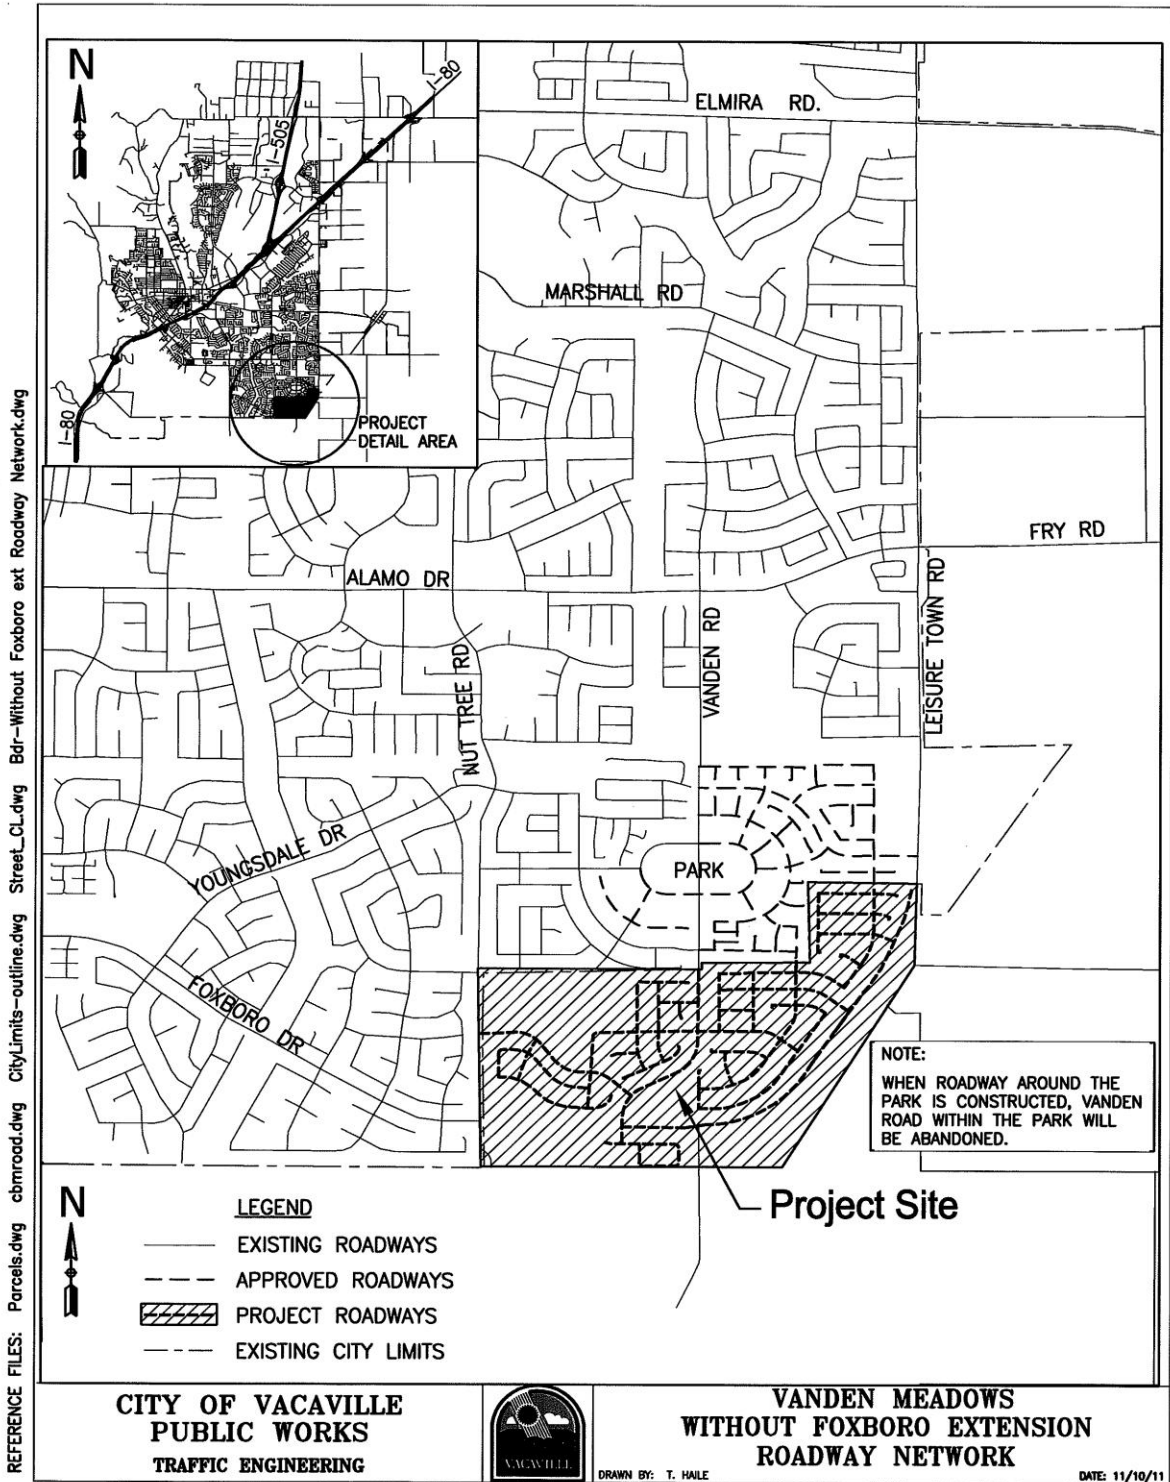 N
I-80
I-505
I-80
PROJECT
DETAIL AREA
ELMIRA RD.
MARSHALL RD
FRY RD
ALAMO DR
NUT TREE RD
VANDEN RD
LEISURE TOWN RD
YOUNGSDALE DR
PARK
FOXBORO DR
NOTE:
WHEN ROADWAY AROUND THE
PARK IS CONSTRUCTED, VANDEN
ROAD WITHIN THE PARK WILL
BE ABANDONED.
Project Site
N
LEGEND
EXISTING ROADWAYS
APPROVED ROADWAYS
PROJECT ROADWAYS
EXISTING CITY LIMITS
REFERENCE FILES: Parcels.dwg cbmroad.dwg CityLimits-outline.dwg Street_CL.dwg Bdr-Without Foxboro ext Roadway Network.dwg
CITY OF VACAVILLE
PUBLIC WORKS
TRAFFIC ENGINEERING
VACAVILLE
VANDEN MEADOWS
WITHOUT FOXBORO EXTENSION
ROADWAY NETWORK
DRAWN BY: T. HAILE
DATE: 11/10/11